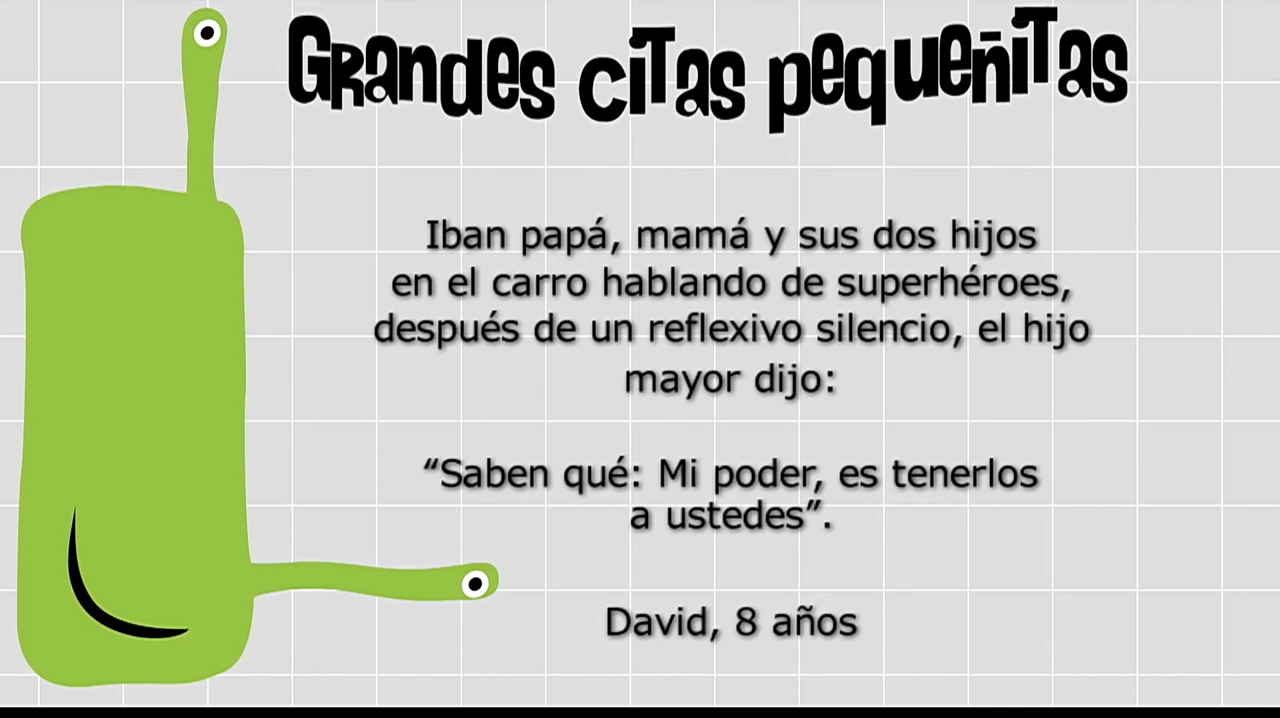 Grandes citas pequeñitas
Iban papá, mamá y sus dos hijos
en el carro hablando de superhéroes,
después de un reflexivo silencio, el hijo
mayor dijo:
“Saben qué: Mi poder, es tenerlos
a ustedes”.
David, 8 años